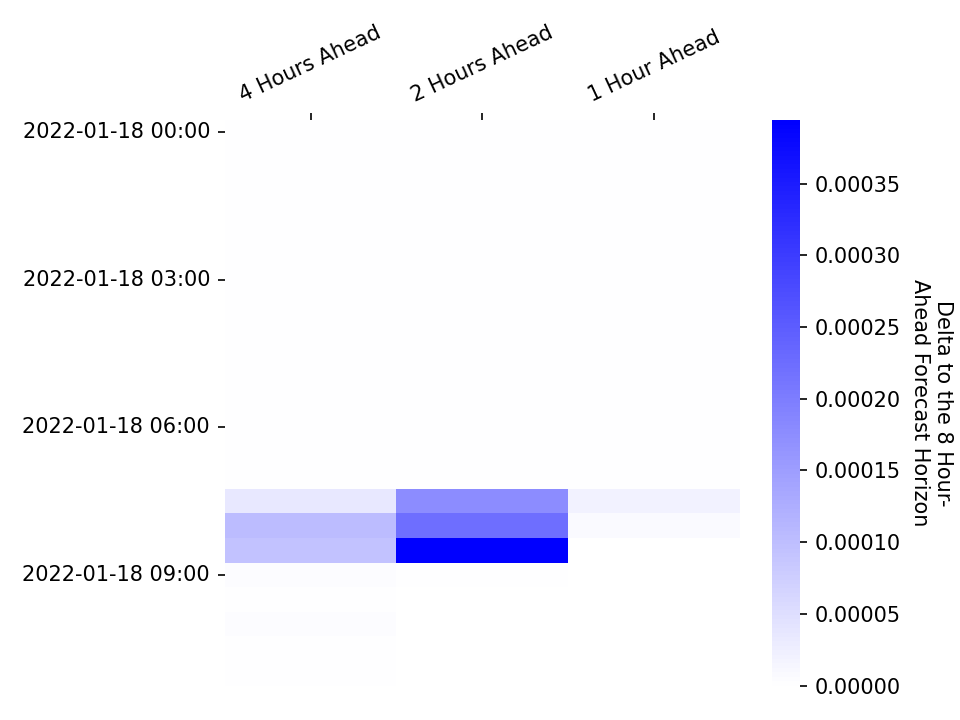 4 Hours Ahead
2 Hours Ahead
1 Hour Ahead
2022-01-18 00:00
2022-01-18 03:00
2022-01-18 06:00
2022-01-18 09:00
0.00035
0.00030
0.00025
0.00020
0.00015
0.00010
0.00005
0.00000
Delta to the 8 Hour-
Ahead Forecast Horizon